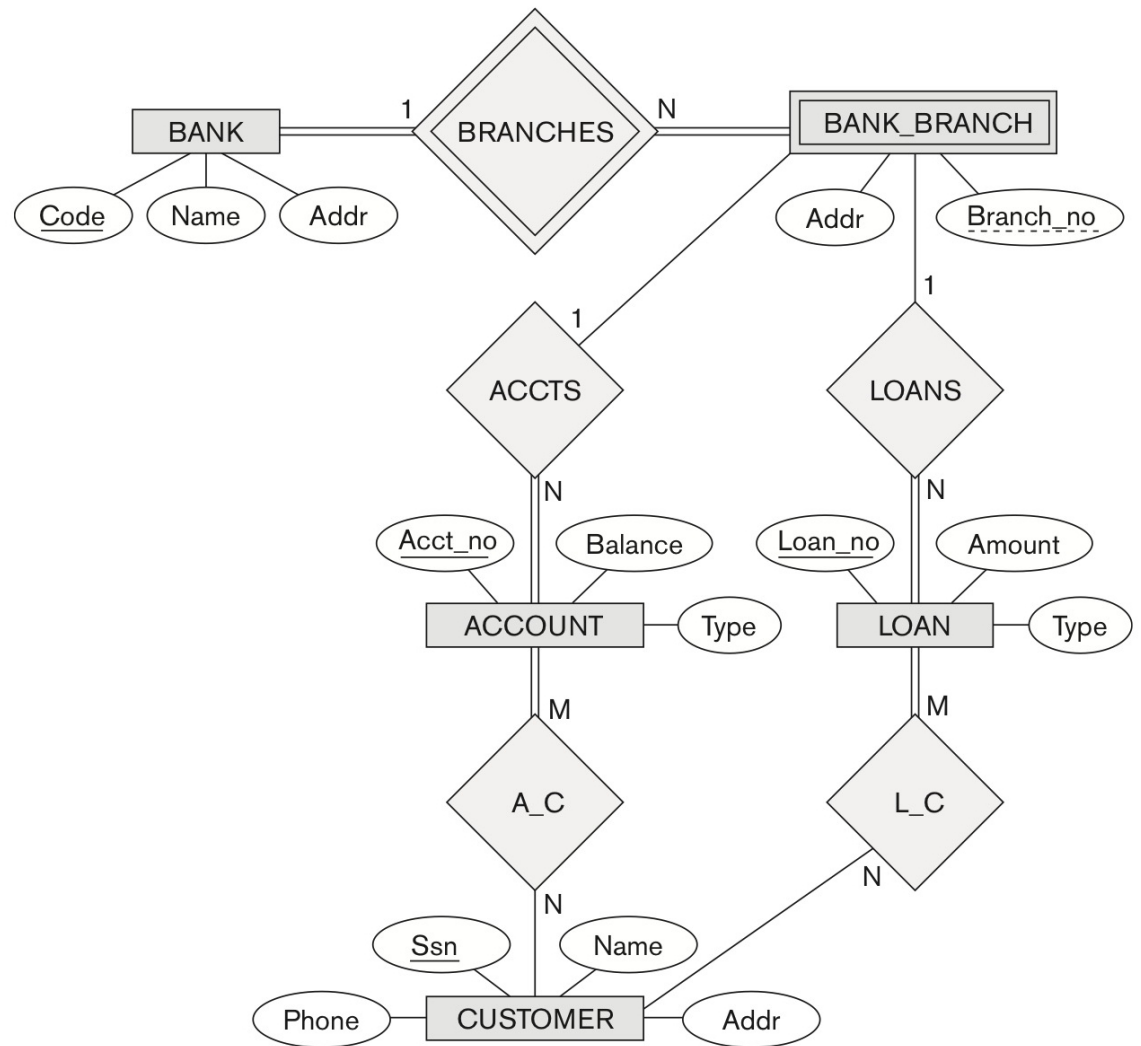 1
N
BANK
BRANCHES
BANK_BRANCH
Code
Name
Addr
Addr
Branch_no
1
1
ACCTS
LOANS
N
N
Acct_no
Balance
Loan_no
Amount
ACCOUNT
Type
LOAN
Type
M
M
A_C
L_C
N
N
Ssn
Name
Phone
CUSTOMER
Addr